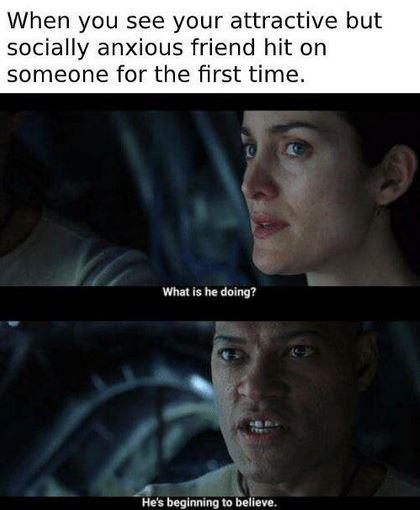 When you see your attractive but
socially anxious friend hit on
someone for the first time.
What is he doing?
He's beginning to believe.